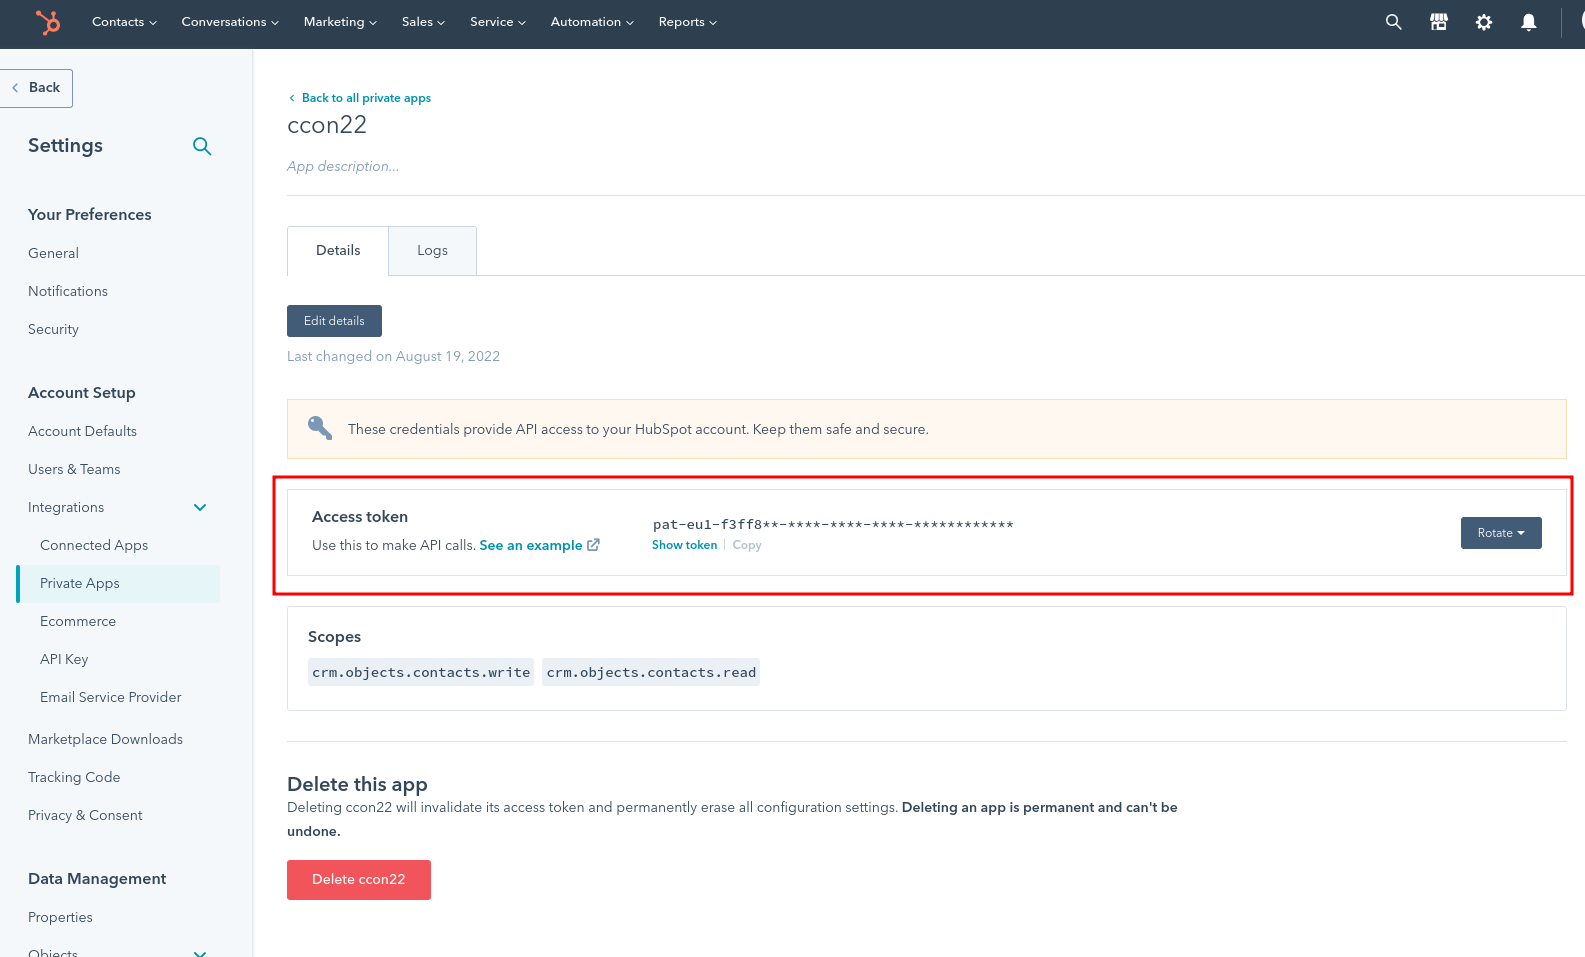 Contacts Conversations Marketing Sales Service Automation Reports
Back
Settings
Your Preferences
General
Notifications
Security
Account Setup
Account Defaults
Users & Teams
Integrations
Connected Apps
Private Apps
Ecommerce
API Key
Email Service Provider
Marketplace Downloads
Tracking Code
Privacy & Consent
Data Management
Properties
Objects
Back to all private apps
ccon22
App description...
Details Logs
Edit details
Last changed on August 19, 2022
These credentials provide API access to your HubSpot account. Keep them safe and secure.
Access token
Use this to make API calls. See an example
pat-eu1-f3ff8**-****-****-****-************
Show token Copy
Rotate
Scopes
crm.objects.contacts.write crm.objects.contacts.read
Delete this app
Deleting ccon22 will invalidate its access token and permanently erase all configuration settings. Deleting an app is permanent and can't be
undone.
Delete ccon22